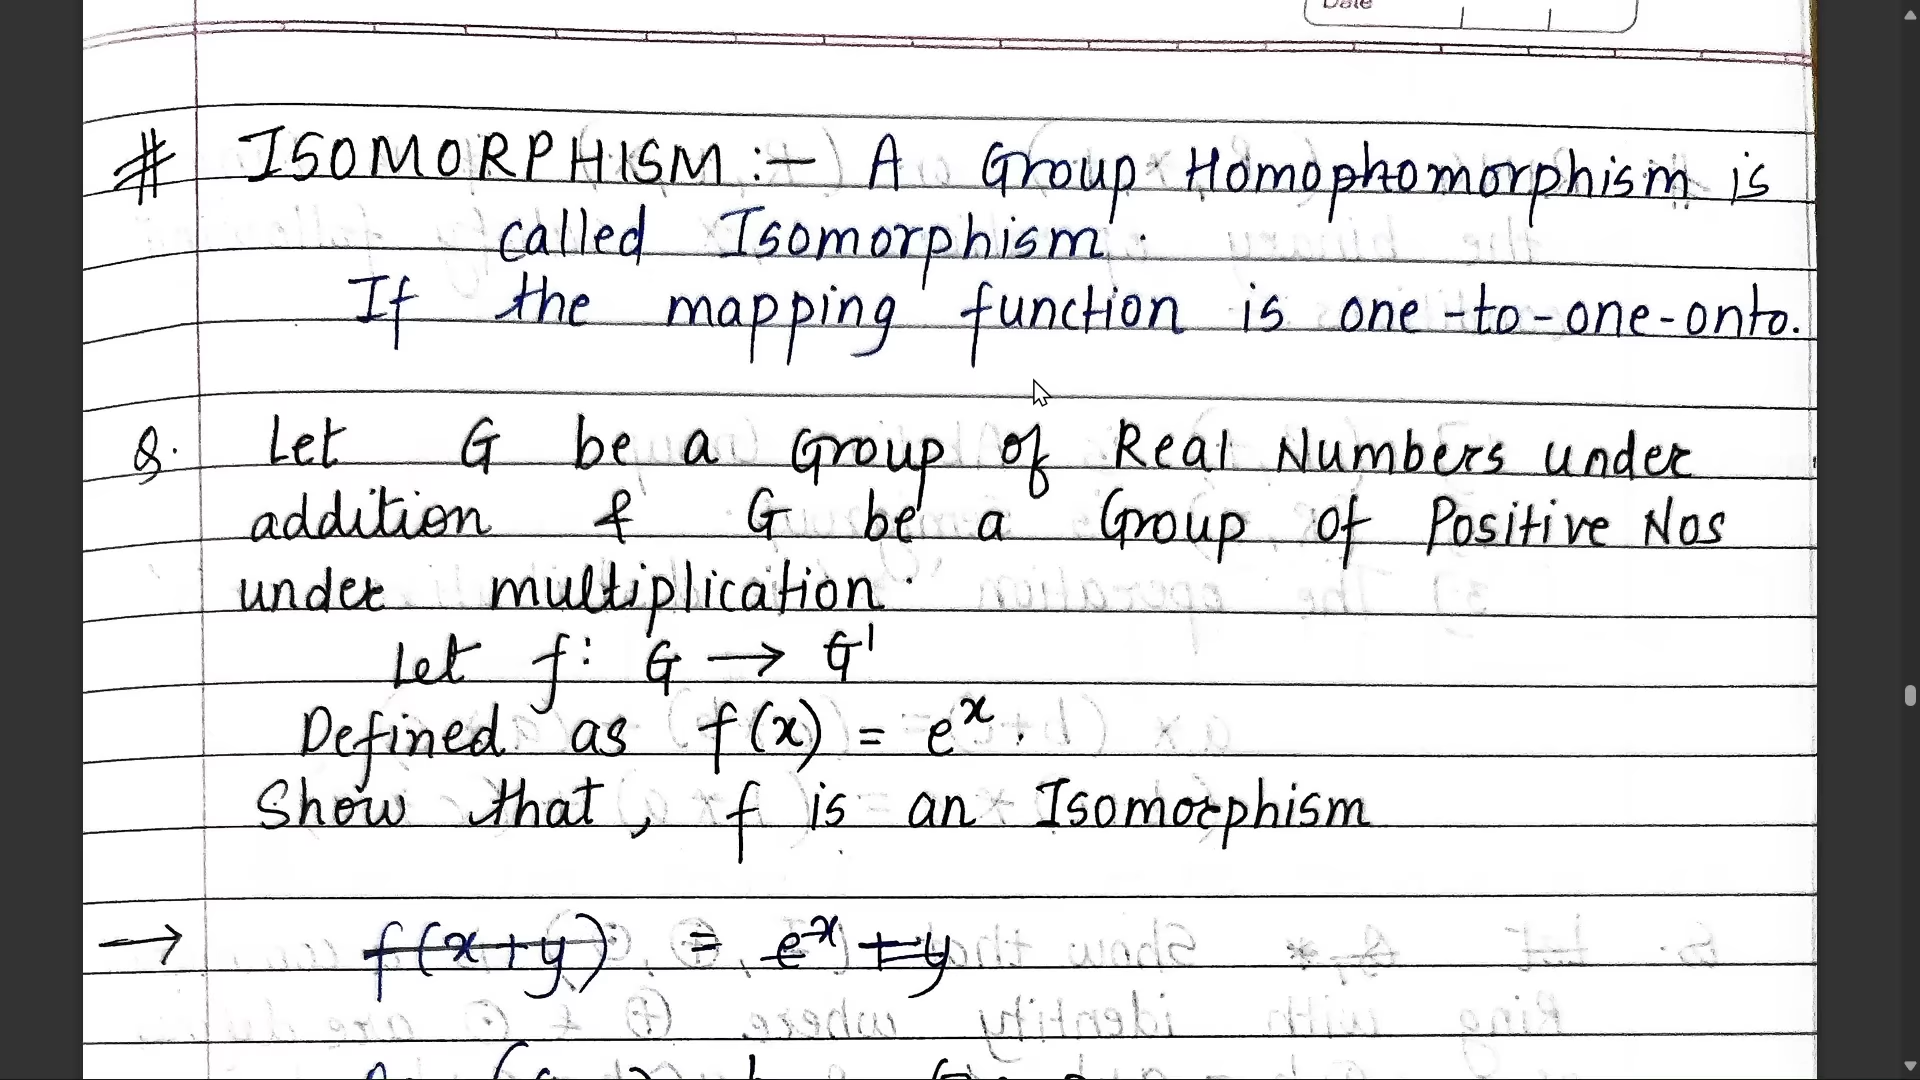 Date
# ISOMORPHISM :- A Group Homophomorphism is
called Isomorphism.
If the mapping function is one-to-one-onto.
Q. Let G be a Group of Real Numbers under
addition & G be a Group of Positive Nos
under multiplication.
Let f: G → G'
Defined as f(x) = e^x.
Show that, f is an Isomorphism
→ f(x+y) = e^x + y